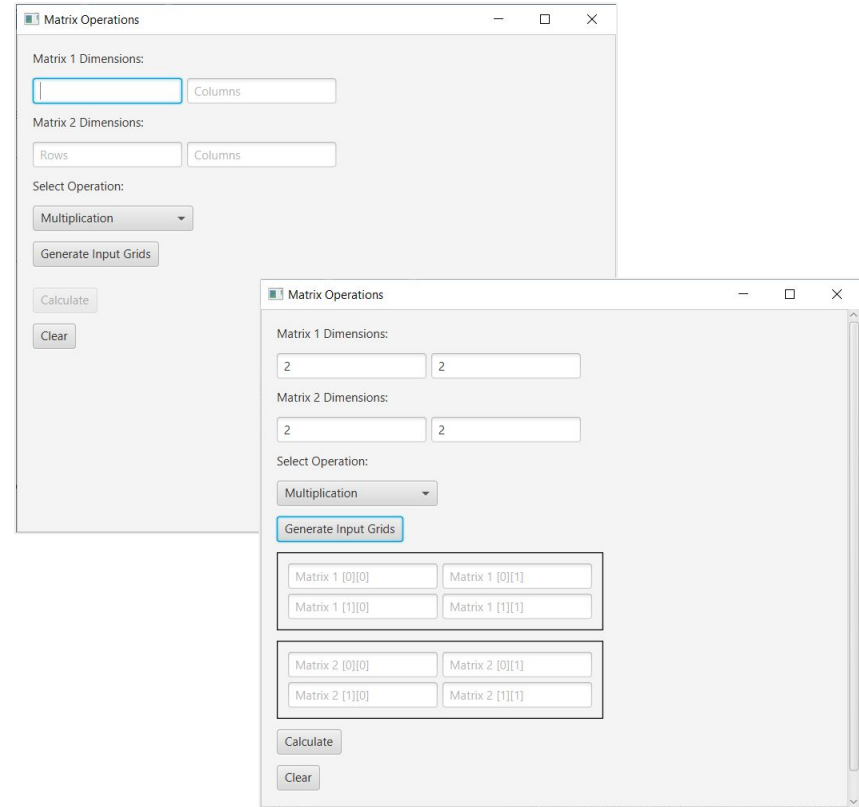 Matrix Operations
Matrix 1 Dimensions:
Columns
Matrix 2 Dimensions:
Rows Columns
Select Operation:
Multiplication
Generate Input Grids
Calculate
Clear
Matrix Operations
Matrix 1 Dimensions:
2 2
Matrix 2 Dimensions:
2 2
Select Operation:
Multiplication
Generate Input Grids
Matrix 1 [0][0] Matrix 1 [0][1]
Matrix 1 [1][0] Matrix 1 [1][1]
Matrix 2 [0][0] Matrix 2 [0][1]
Matrix 2 [1][0] Matrix 2 [1][1]
Calculate
Clear